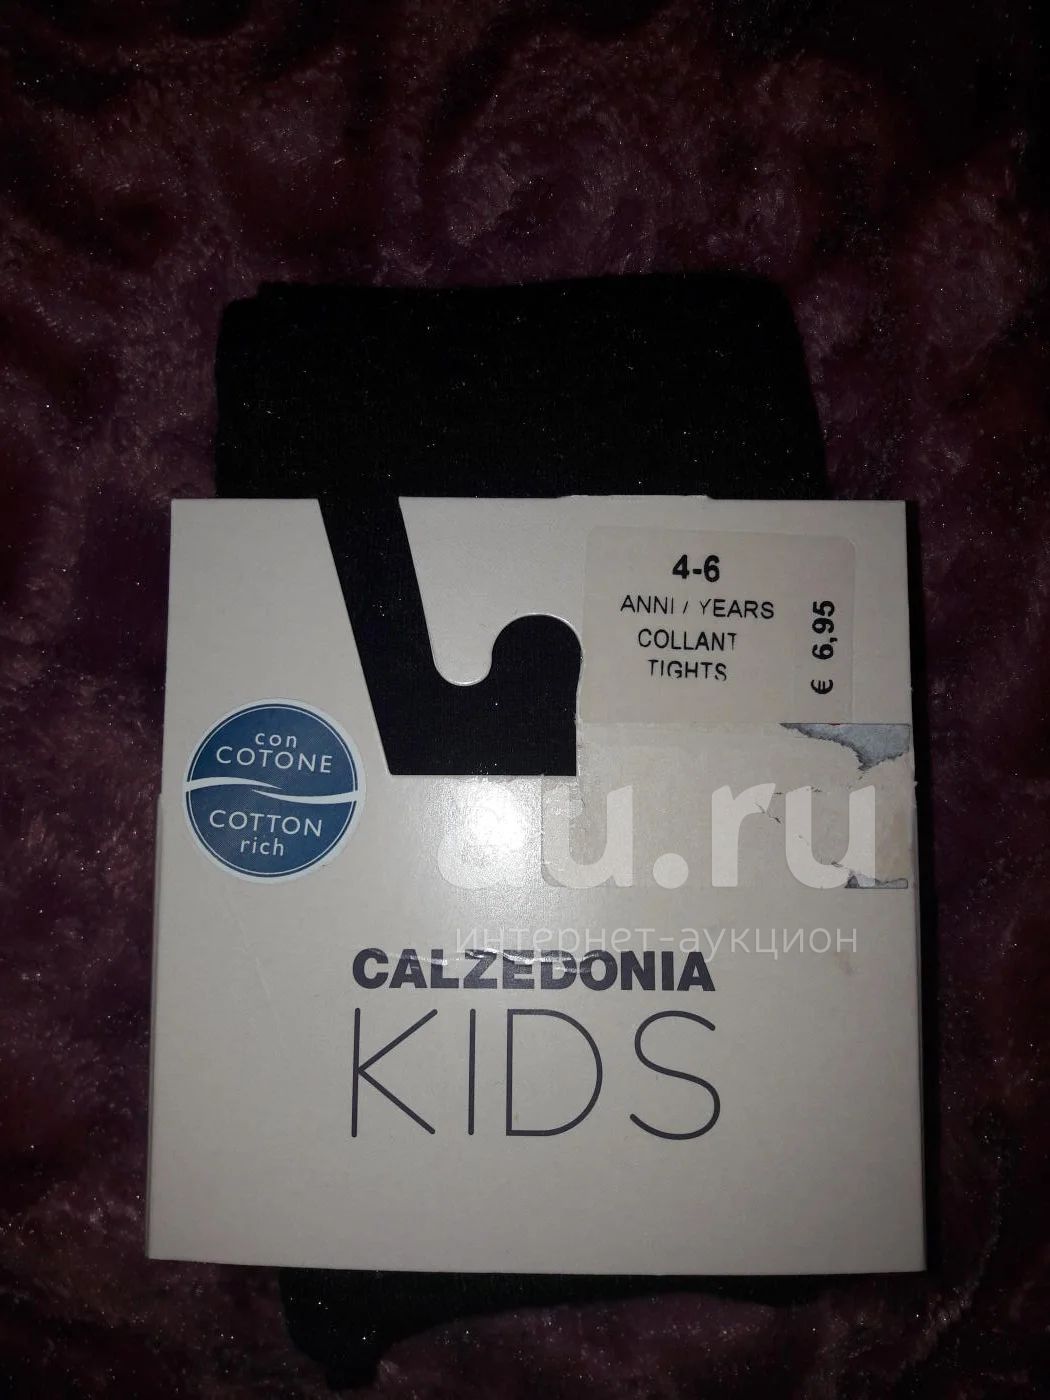 4-6
ANNI / YEARS
COLLANT
TIGHTS
€ 6,95
con
COTONE
COTTON
rich
au.ru
интернет-аукцион
CALZEDONIA
KIDS